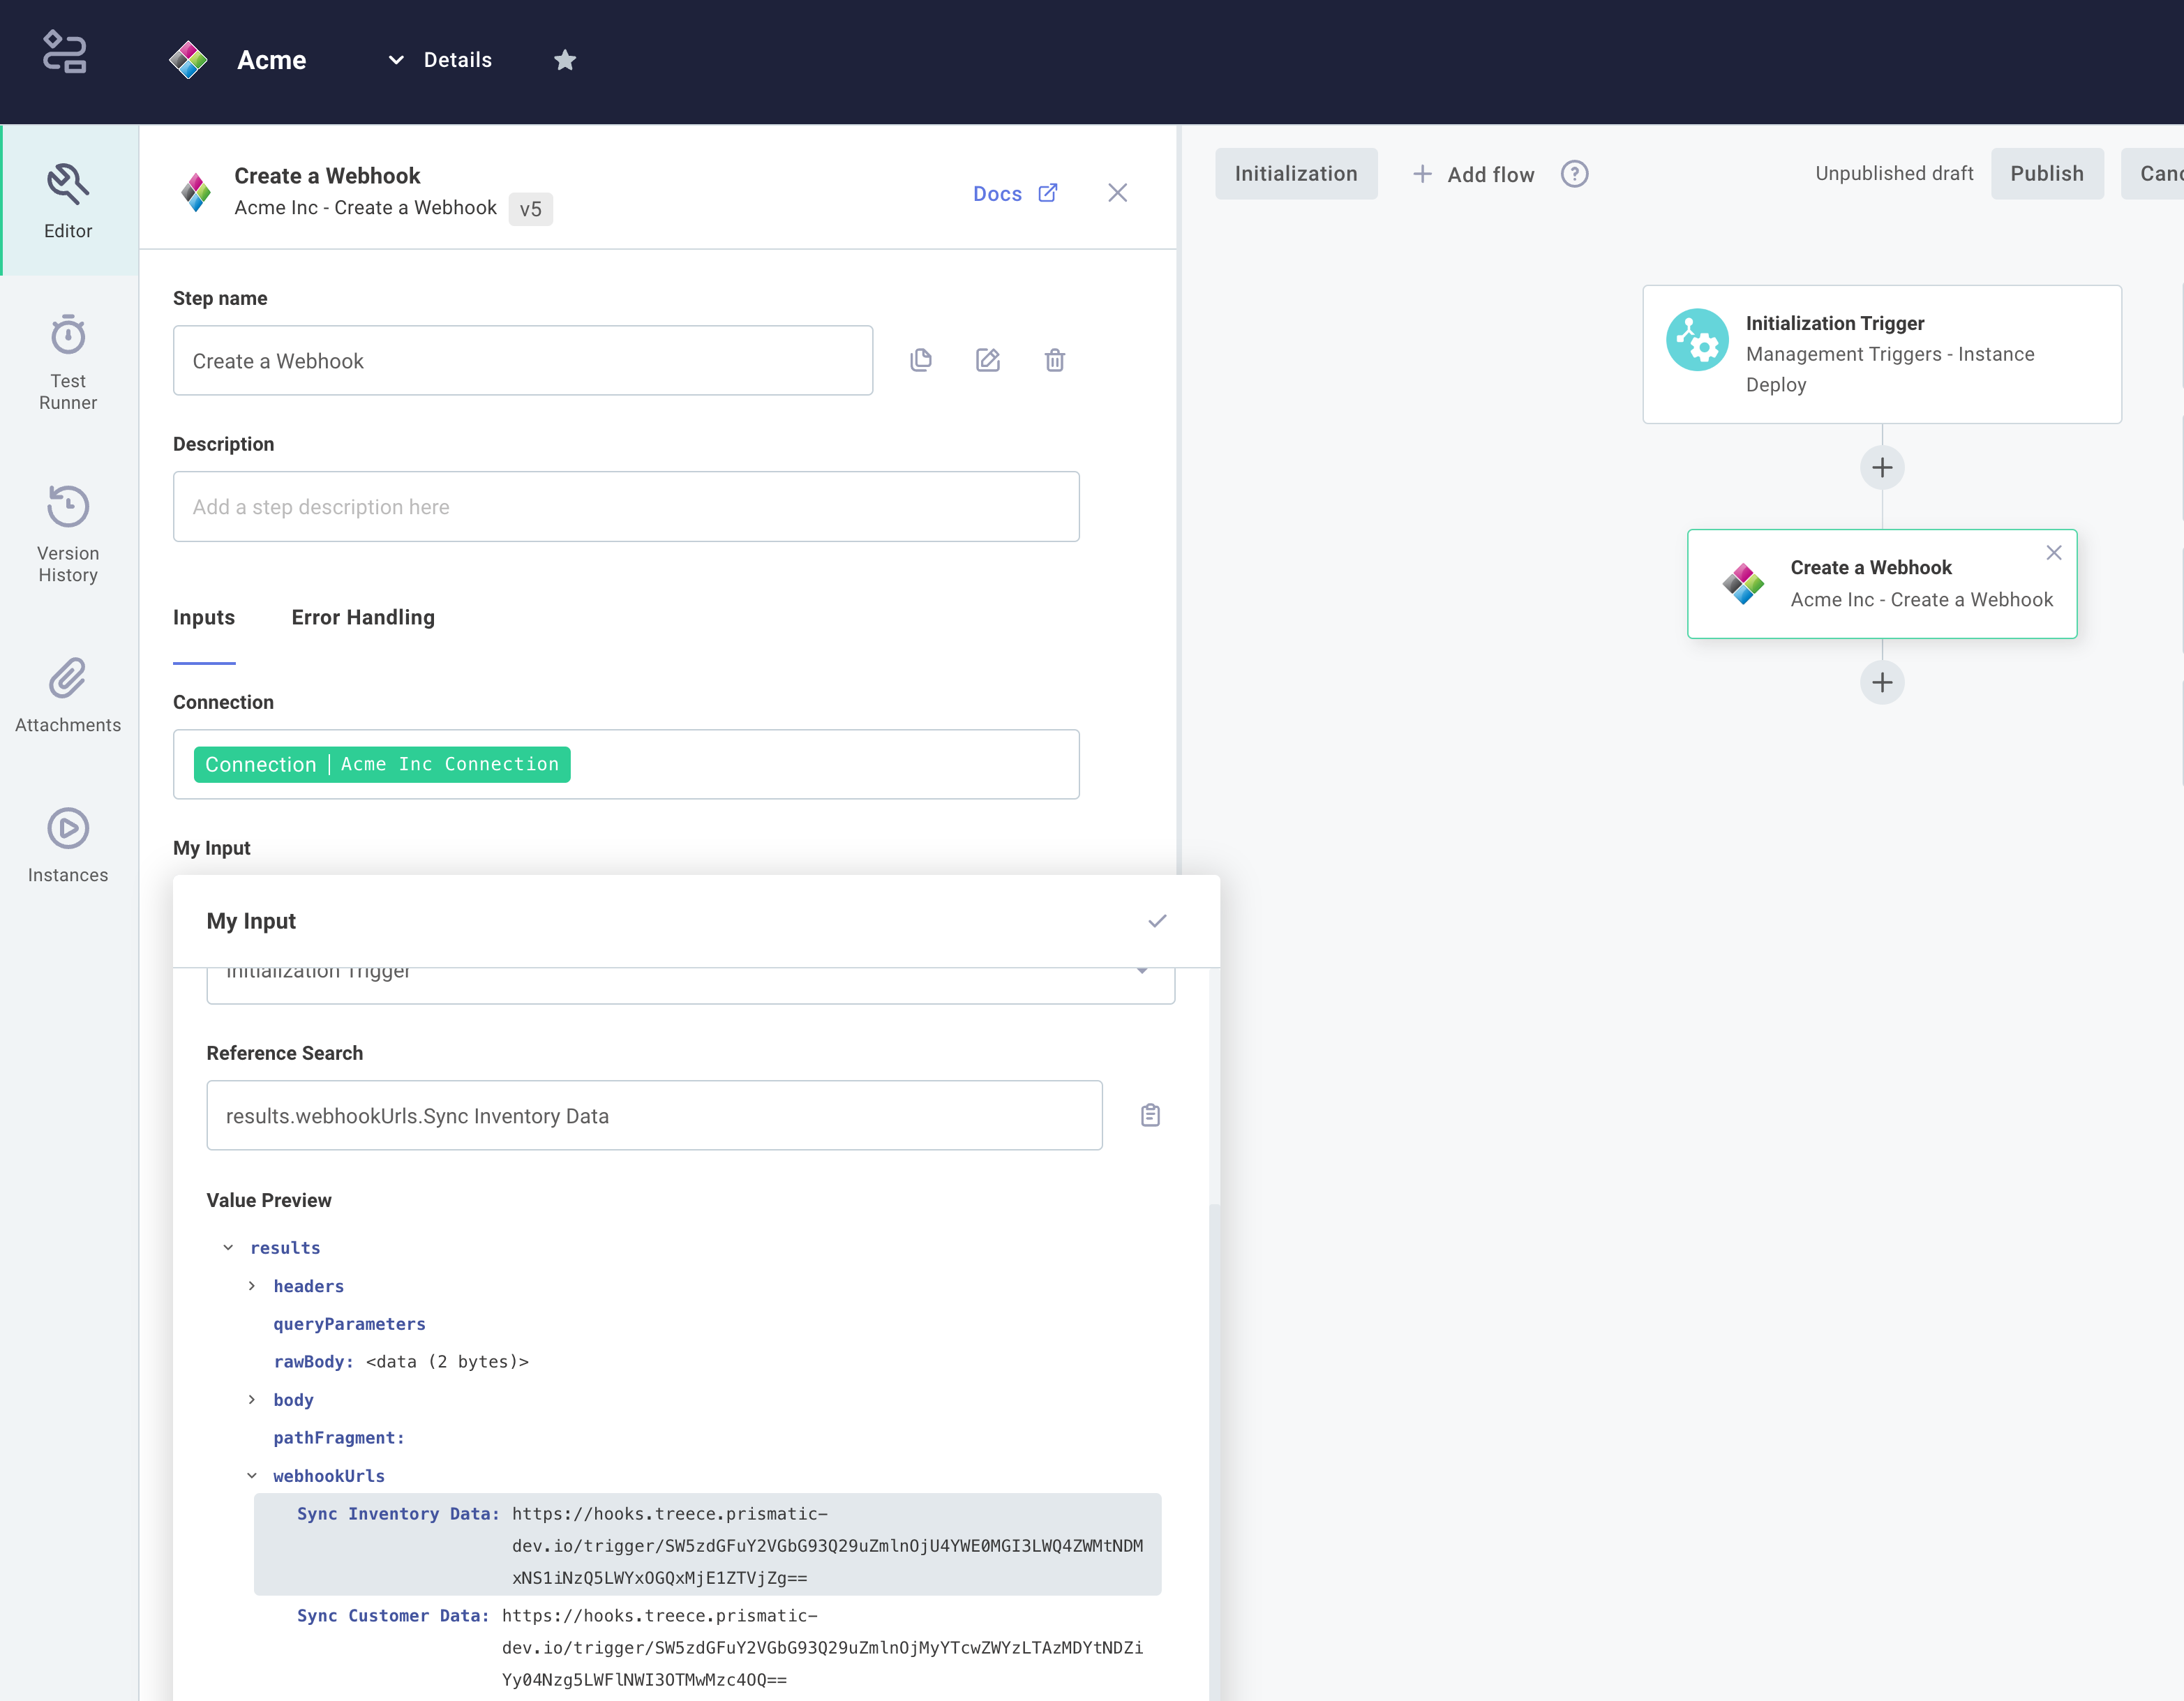 Acme
Details
Editor
Test
Runner
Version
History
Attachments
Instances
Create a Webhook
Acme Inc - Create a Webhook
v5
Docs
Step name
Create a Webhook
Description
Add a step description here
Inputs
Error Handling
Connection
Connection | Acme Inc Connection
My Input
My Input
Initialization Trigger
Reference Search
results.webhookUrls.Sync Inventory Data
Value Preview
results
headers
queryParameters
rawBody: <data (2 bytes)>
body
pathFragment:
webhookUrls
Sync Inventory Data: https://hooks.treece.prismatic-
dev.io/trigger/SW5zdGFuY2VGbG93Q29uZmlnOjU4YWE0MGI3LWQ4ZWMtNDM
xNS1iNzQ5LWYxOGQxMjE1ZTVjZg==
Sync Customer Data: https://hooks.treece.prismatic-
dev.io/trigger/SW5zdGFuY2VGbG93Q29uZmlnOjMyYTcwZWYzLTAzMDYtNDZi
Yy04Nzg5LWFlNWI3OTMwMzc4OQ==
Initialization
Add flow
?
Unpublished draft
Publish
Canc
Initialization Trigger
Management Triggers - Instance
Deploy
Create a Webhook
Acme Inc - Create a Webhook